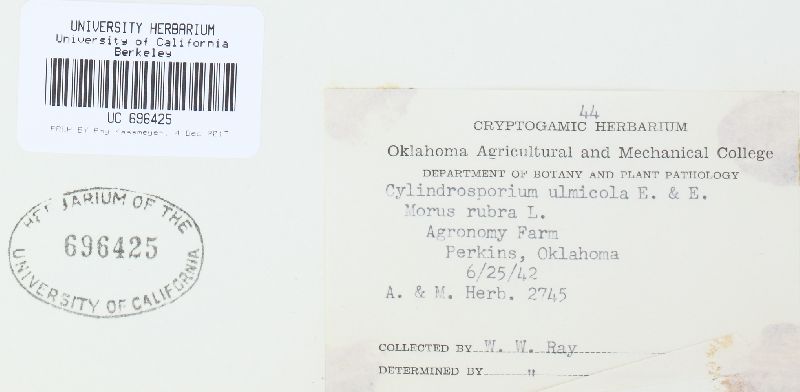 UNIVERSITY HERBARIUM
University of California
Berkeley
UC 696425
HERBARIUM OF THE
696425
UNIVERSITY OF CALIFORNIA
44
CRYPTOGAMIC HERBARIUM
Oklahoma Agricultural and Mechanical College
DEPARTMENT OF BOTANY AND PLANT PATHOLOGY
Cylindrosporium ulmicola E. & E.
Morus rubra L.
Agronomy Farm
Perkins, Oklahoma
6/25/42
A. & M. Herb. 2745
COLLECTED BY W. W. Ray
DETERMINED BY "